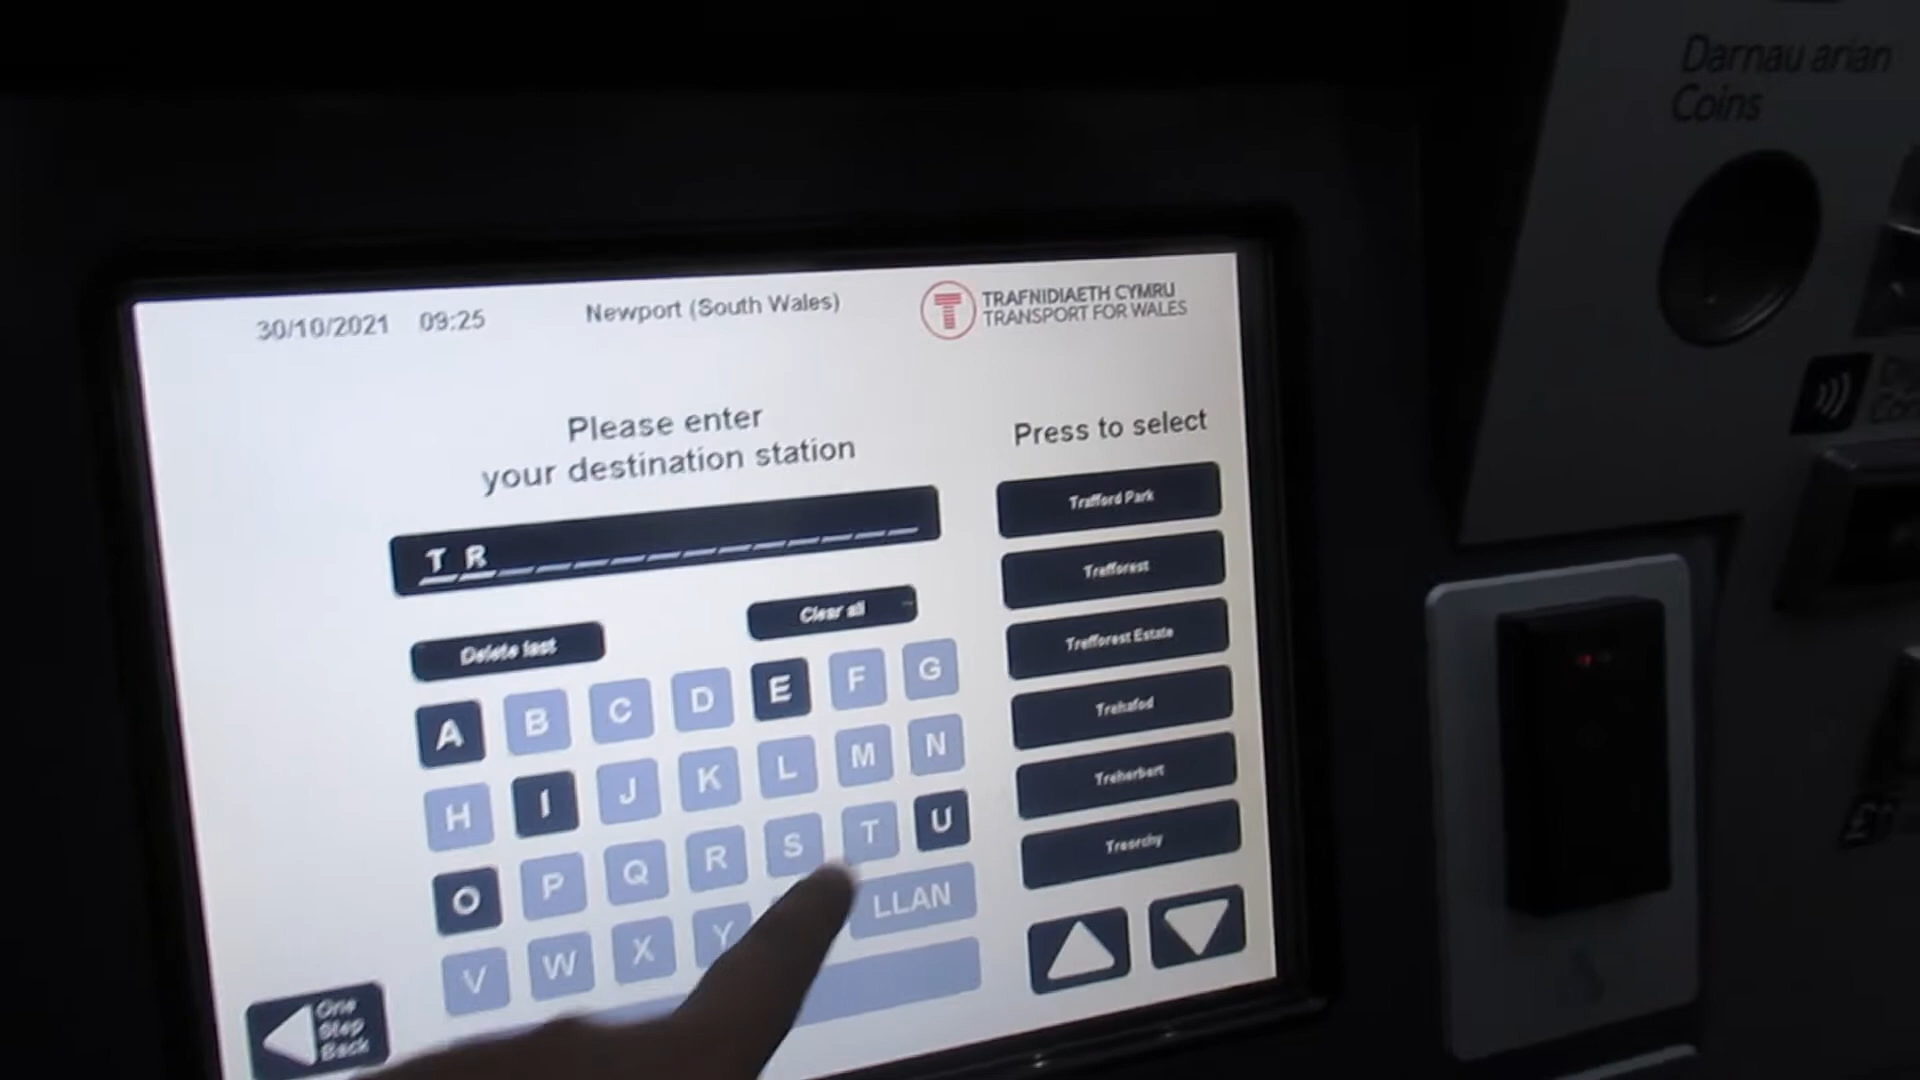 Darnau arian
Coins
30/10/2021 09:25
Newport (South Wales)
TRAFNIDIAETH CYMRU
TRANSPORT FOR WALES
Please enter
your destination station
Press to select
T R
Delete last
Clear all
A B C D E F G
H I J K L M N
O P Q R S T U
V W X Y
LLAN
Trafford Park
Trefforest
Trefforest Estate
Trehafod
Treherbert
Treorchy
One
Step
Back